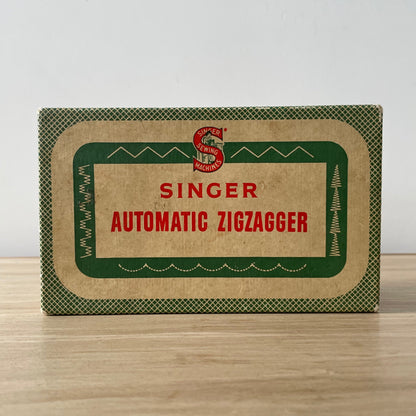 SINGER
SEWING
MACHINES
SINGER
AUTOMATIC ZIGZAGGER